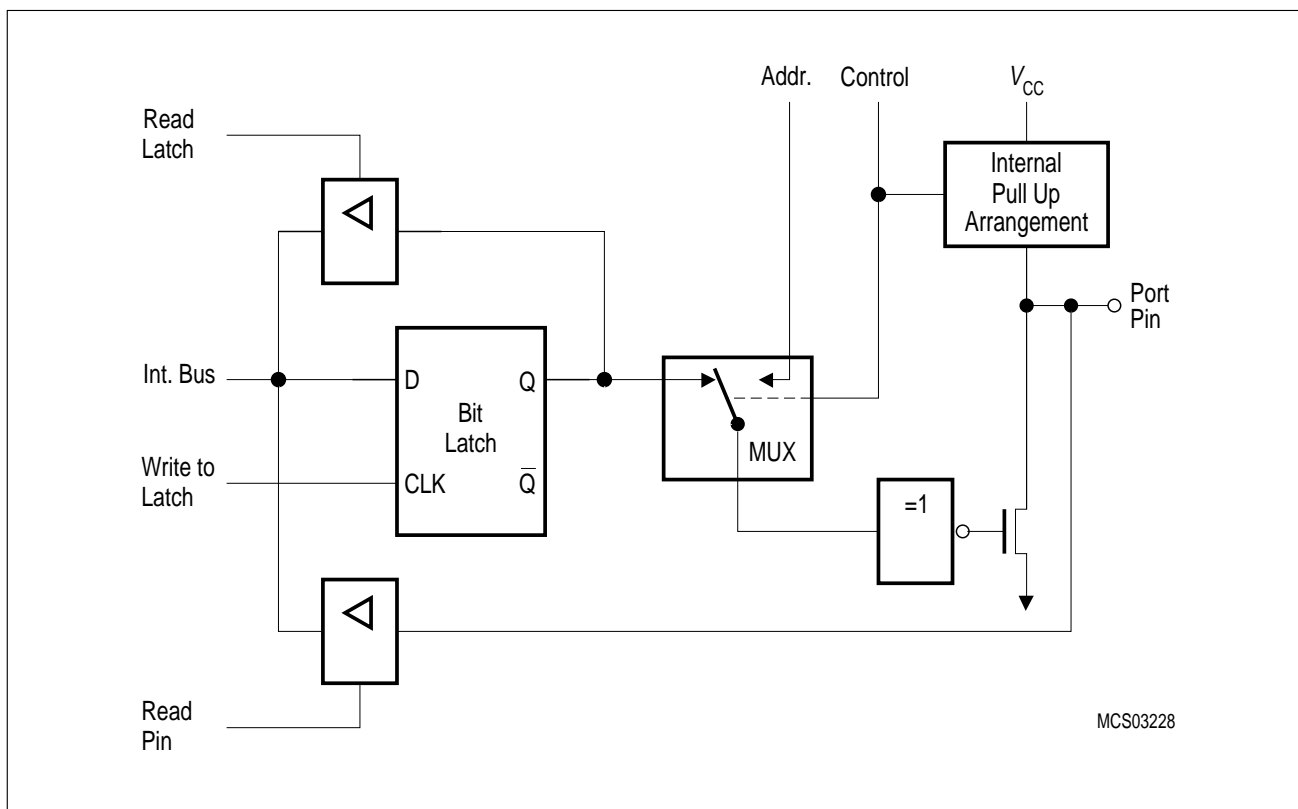 Addr.
Control
VCC
Read
Latch
Internal
Pull Up
Arrangement
Port
Pin
Int. Bus
D
Q
Bit
Latch
MUX
Write to
Latch
CLK
Q̅
=1
Read
Pin
MCS03228